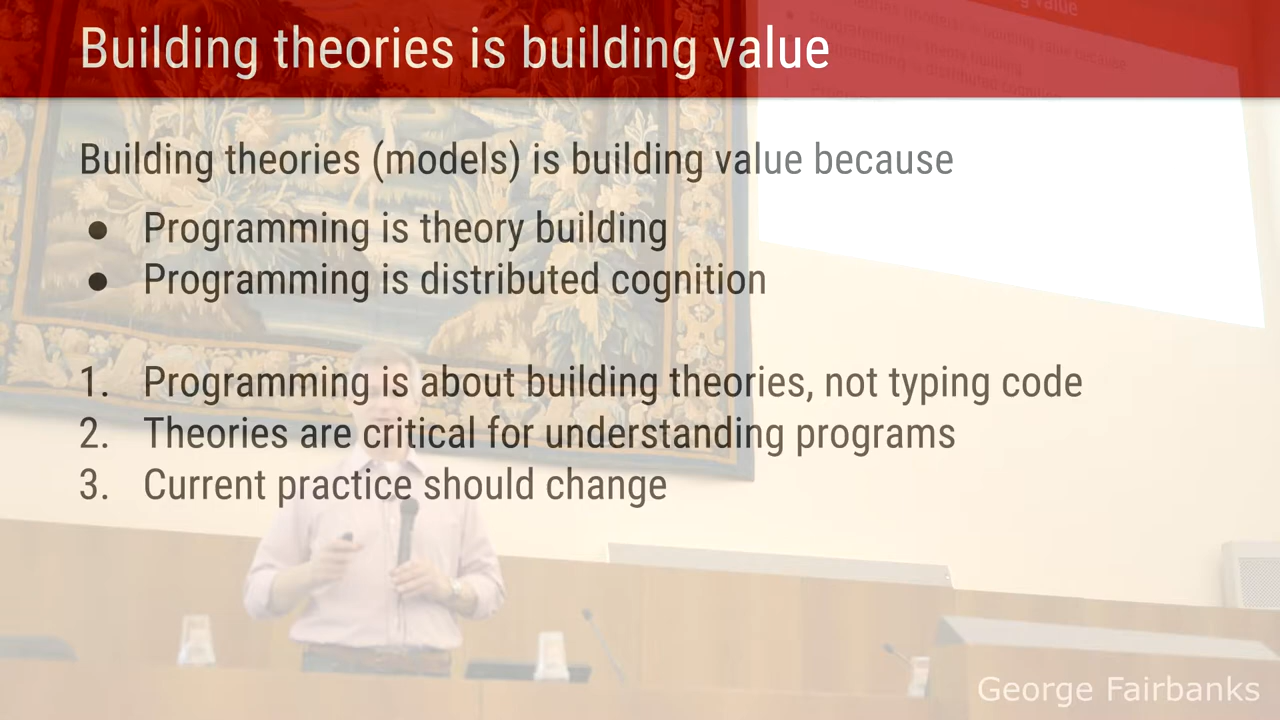 Building theories is building value
Building theories (models) is building value because
● Programming is theory building
● Programming is distributed cognition
1. Programming is about building theories, not typing code
2. Theories are critical for understanding programs
3. Current practice should change
George Fairbanks